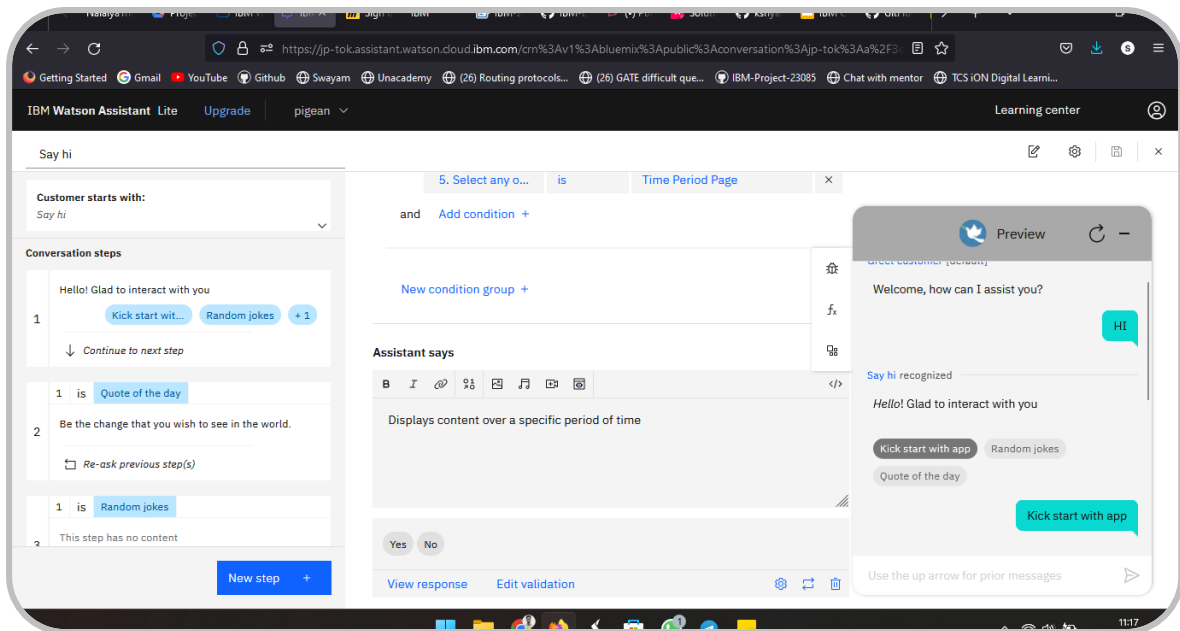 https://jp-tok.assistant.watson.cloud.ibm.com/crn%3Av1%3Abluemix%3Apublic%3Aconversation%3Ajp-tok%3Aa%2F3c
S
Getting Started Gmail YouTube Github Swayam Unacademy (26) Routing protocols... (26) GATE difficult que... IBM-Project-23085 Chat with mentor TCS iON Digital Learni...
IBM Watson Assistant Lite Upgrade pigean Learning center
Say hi
Customer starts with:
Say hi
Conversation steps
1
Hello! Glad to interact with you
Kick start wit... Random jokes + 1
Continue to next step
2
1 is Quote of the day
Be the change that you wish to see in the world.
Re-ask previous step(s)
3
1 is Random jokes
This step has no content
New step +
5. Select any o... is Time Period Page
and Add condition +
New condition group +
Assistant says
B I
</>
Displays content over a specific period of time
Yes No
View response Edit validation
fx
Preview
Greet customer [default]
Welcome, how can I assist you?
HI
Say hi recognized
Hello! Glad to interact with you
Kick start with app Random jokes
Quote of the day
Kick start with app
Use the up arrow for prior messages
1
11:17